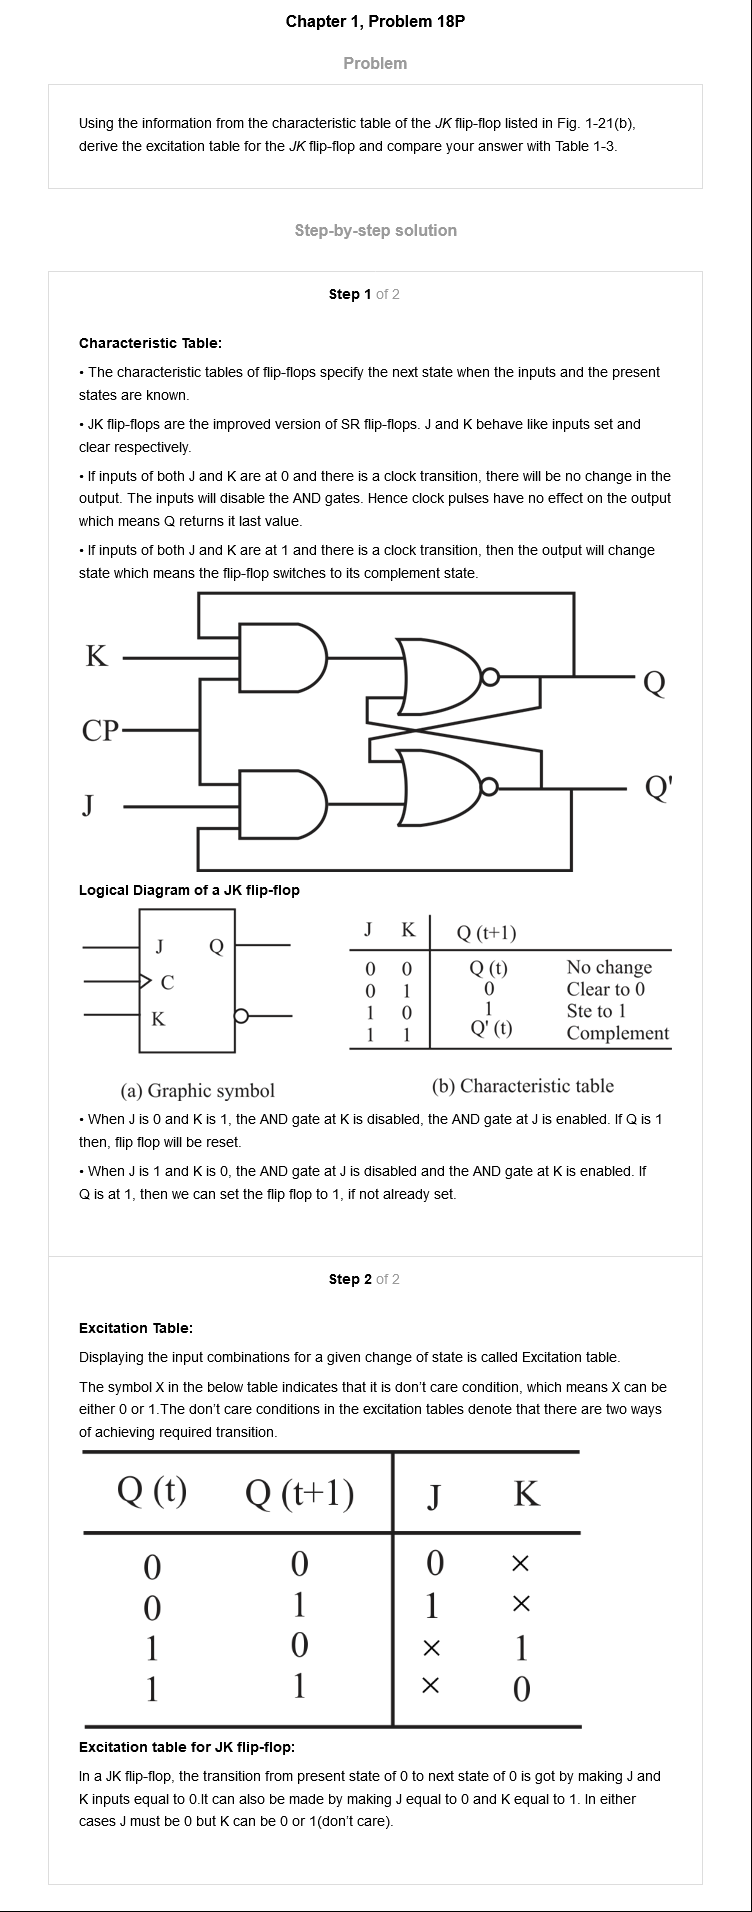 Chapter 1, Problem 18P
Problem
Using the information from the characteristic table of the JK flip-flop listed in Fig. 1-21(b),
derive the excitation table for the JK flip-flop and compare your answer with Table 1-3.
Step-by-step solution
Step 1 of 2
Characteristic Table:
• The characteristic tables of flip-flops specify the next state when the inputs and the present
states are known.
• JK flip-flops are the improved version of SR flip-flops. J and K behave like inputs set and
clear respectively.
• If inputs of both J and K are at 0 and there is a clock transition, there will be no change in the
output. The inputs will disable the AND gates. Hence clock pulses have no effect on the output
which means Q returns it last value.
• If inputs of both J and K are at 1 and there is a clock transition, then the output will change
state which means the flip-flop switches to its complement state.
K
Q
CP
J
Q'
Logical Diagram of a JK flip-flop
J Q
C
K
(a) Graphic symbol
J K Q (t+1)
0 0 Q (t) No change
0 1 0 Clear to 0
1 0 1 Ste to 1
1 1 Q' (t) Complement
(b) Characteristic table
• When J is 0 and K is 1, the AND gate at K is disabled, the AND gate at J is enabled. If Q is 1
then, flip flop will be reset.
• When J is 1 and K is 0, the AND gate at J is disabled and the AND gate at K is enabled. If
Q is at 1, then we can set the flip flop to 1, if not already set.
Step 2 of 2
Excitation Table:
Displaying the input combinations for a given change of state is called Excitation table.
The symbol X in the below table indicates that it is don't care condition, which means X can be
either 0 or 1.The don't care conditions in the excitation tables denote that there are two ways
of achieving required transition.
Q (t) Q (t+1) J K
0 0 0 ×
0 1 1 ×
1 0 × 1
1 1 × 0
Excitation table for JK flip-flop:
In a JK flip-flop, the transition from present state of 0 to next state of 0 is got by making J and
K inputs equal to 0.It can also be made by making J equal to 0 and K equal to 1. In either
cases J must be 0 but K can be 0 or 1(don't care).